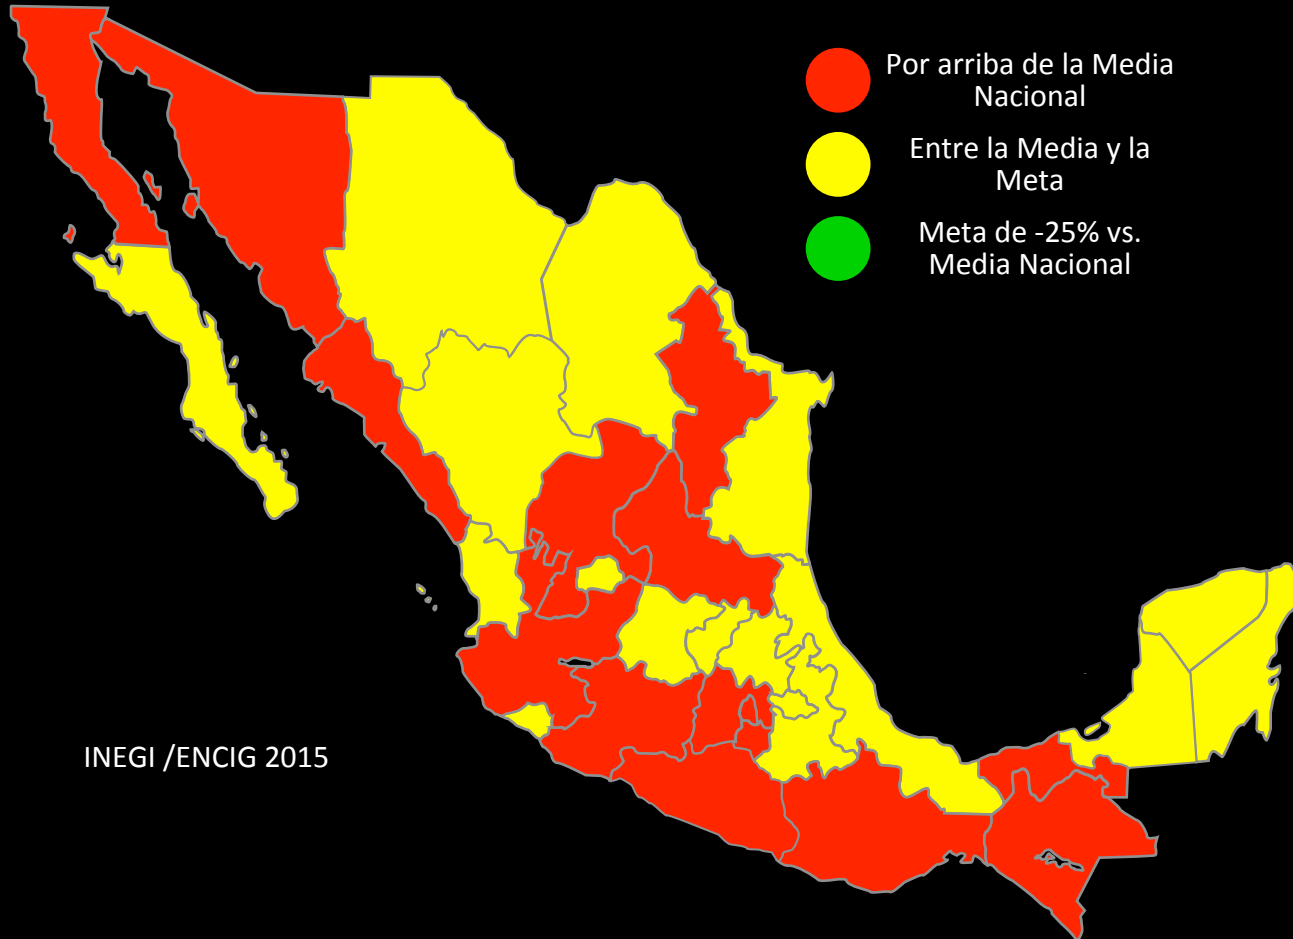 Por arriba de la Media
Nacional
Entre la Media y la
Meta
Meta de -25% vs.
Media Nacional
INEGI /ENCIG 2015